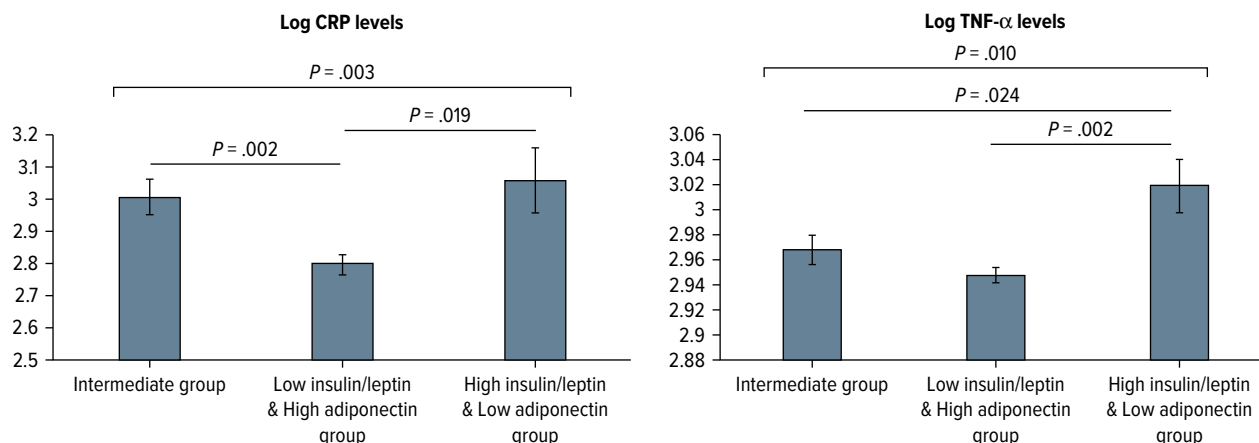 Log CRP levels
P = .003
P = .019
P = .002
3.2
3.1
3
2.9
2.8
2.7
2.6
2.5
Intermediate group
Low insulin/leptin
& High adiponectin
group
High insulin/leptin
& Low adiponectin
group
Log TNF-α levels
P = .010
P = .024
P = .002
3.06
3.04
3.02
3
2.98
2.96
2.94
2.92
2.9
2.88
Intermediate group
Low insulin/leptin
& High adiponectin
group
High insulin/leptin
& Low adiponectin
group